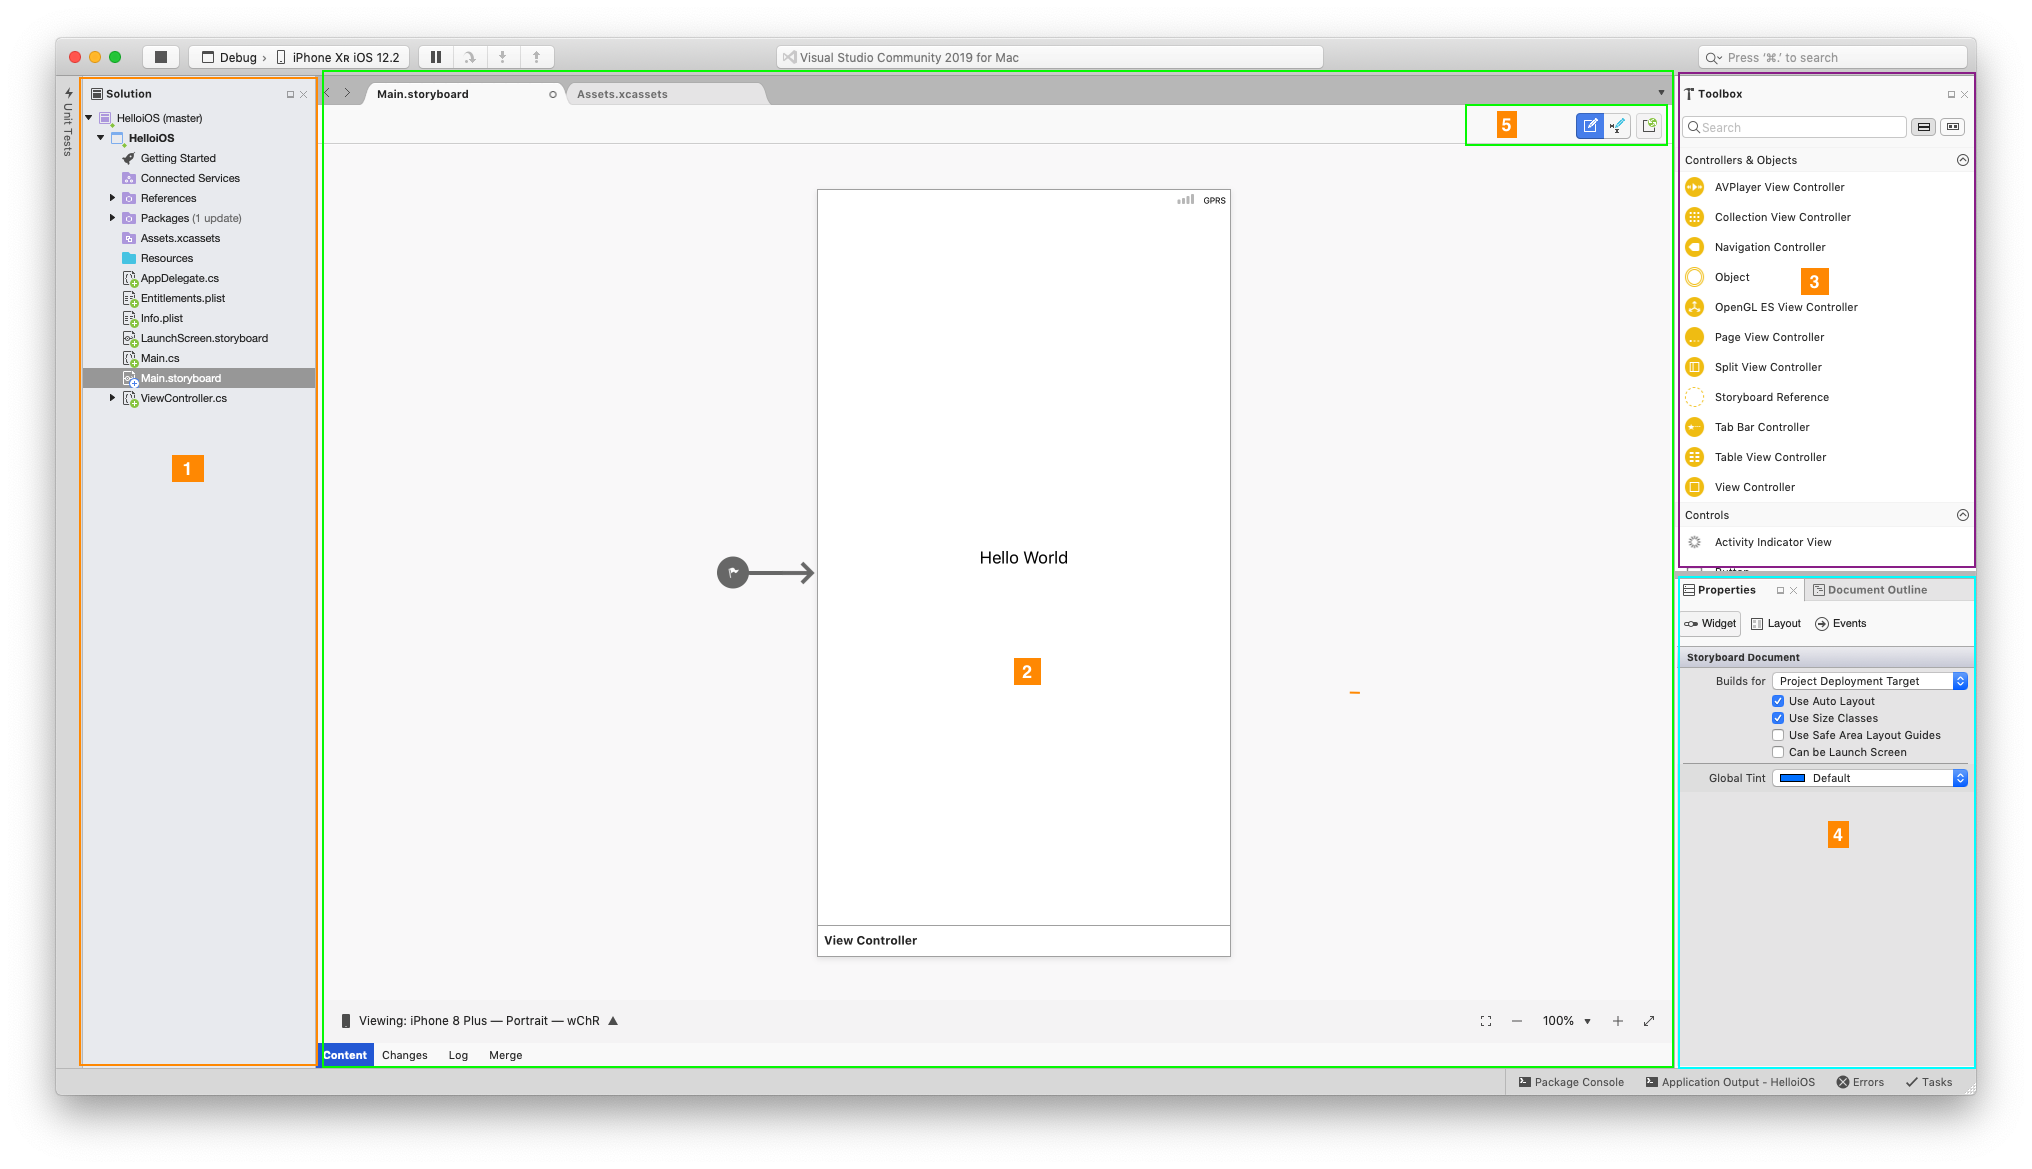 Debug › iPhone XR iOS 12.2
Visual Studio Community 2019 for Mac
Press '⌘.' to search
Unit Tests
Solution
HelloiOS (master)
HelloiOS
Getting Started
Connected Services
References
Packages (1 update)
Assets.xcassets
Resources
AppDelegate.cs
Entitlements.plist
Info.plist
LaunchScreen.storyboard
Main.cs
Main.storyboard
ViewController.cs
1
Main.storyboard
Assets.xcassets
5
GPRS
Hello World
2
View Controller
Viewing: iPhone 8 Plus — Portrait — wChR
100%
Content Changes Log Merge
Toolbox
Search
Controllers & Objects
AVPlayer View Controller
Collection View Controller
Navigation Controller
Object
3
OpenGL ES View Controller
Page View Controller
Split View Controller
Storyboard Reference
Tab Bar Controller
Table View Controller
View Controller
Controls
Activity Indicator View
Button
Properties
Document Outline
Widget Layout Events
Storyboard Document
Builds for Project Deployment Target
Use Auto Layout
Use Size Classes
Use Safe Area Layout Guides
Can be Launch Screen
Global Tint Default
4
Package Console Application Output - HelloiOS Errors Tasks